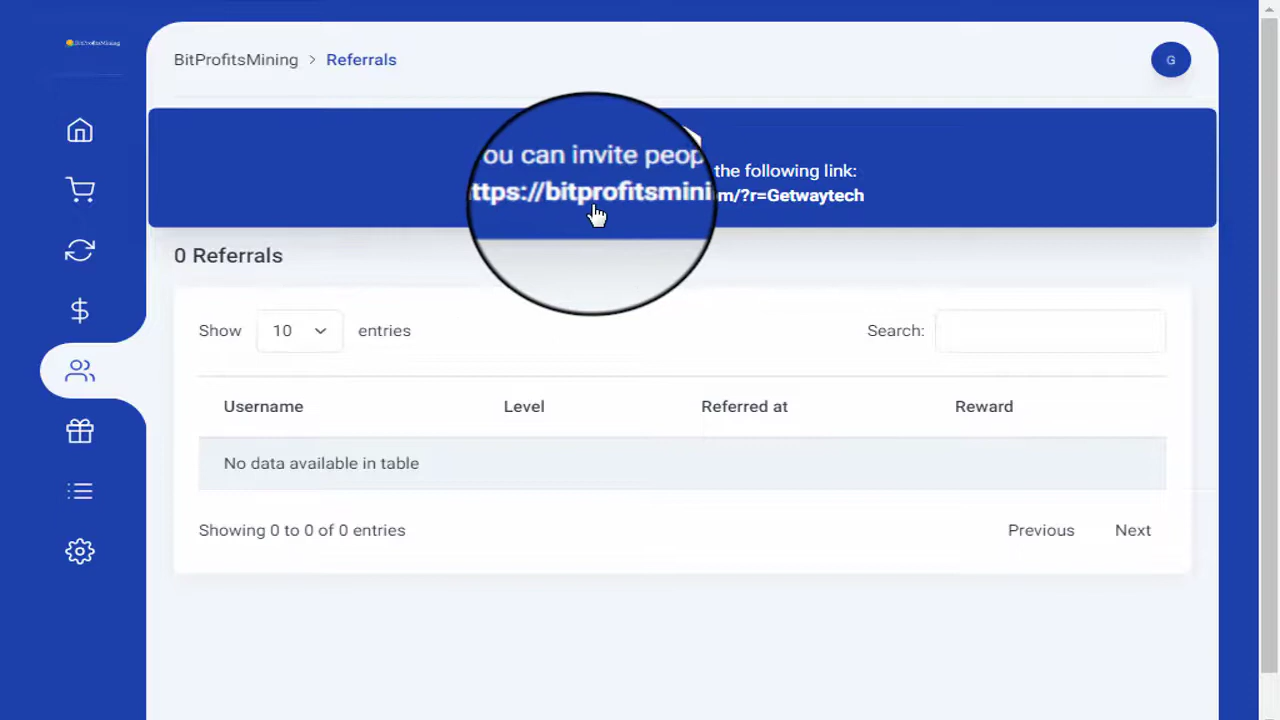 BitProfitsMining
BitProfitsMining > Referrals
G
ou can invite peop the following link:
ttps://bitprofitsmini m/?r=Getwaytech
0 Referrals
Show 10 entries
Search:
Username Level Referred at Reward
No data available in table
Showing 0 to 0 of 0 entries
Previous Next